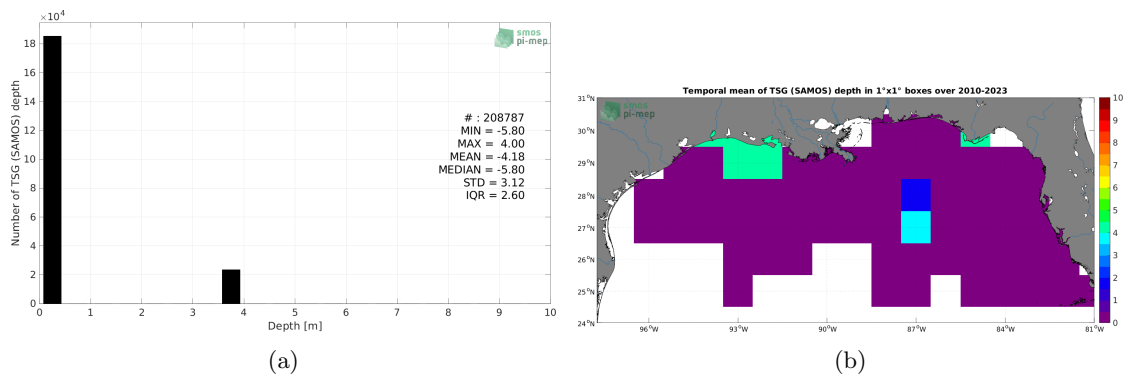 ×10⁴
18
16
14
12
10
8
6
4
2
0
Number of TSG (SAMOS) depth
0 1 2 3 4 5 6 7 8 9 10
Depth [m]
smos
pi-mep
# : 208787
MIN = -5.80
MAX = 4.00
MEAN = -4.18
MEDIAN = -5.80
STD = 3.12
IQR = 2.60
(a)
Temporal mean of TSG (SAMOS) depth in 1°x1° boxes over 2010-2023
smos
pi-mep
31°N
30°N
29°N
28°N
27°N
26°N
25°N
24°N
96°W 93°W 90°W 87°W 84°W 81°W
10
9
8
7
6
5
4
3
2
1
0
(b)